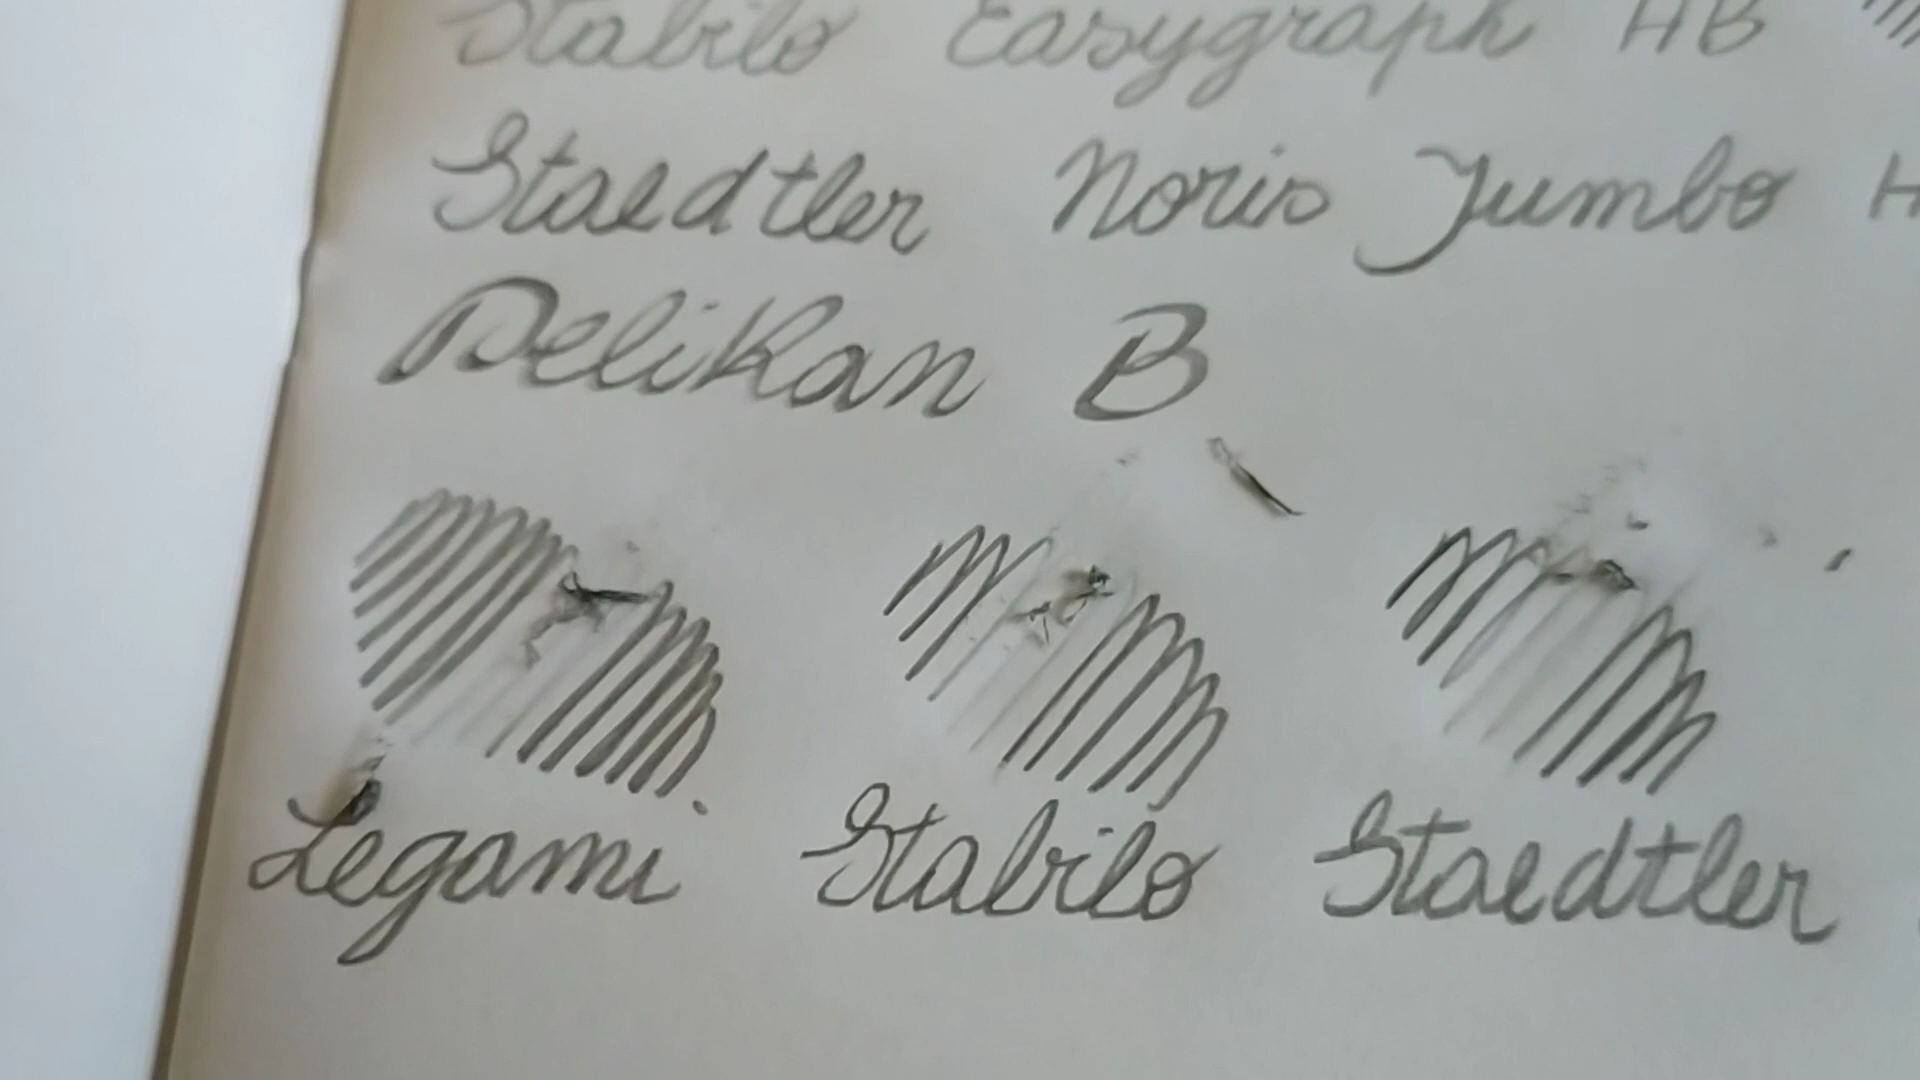 Stabilo Easygraph HB
Staedtler Noris Jumbo H
Pelikan B
Legami Stabilo Staedtler